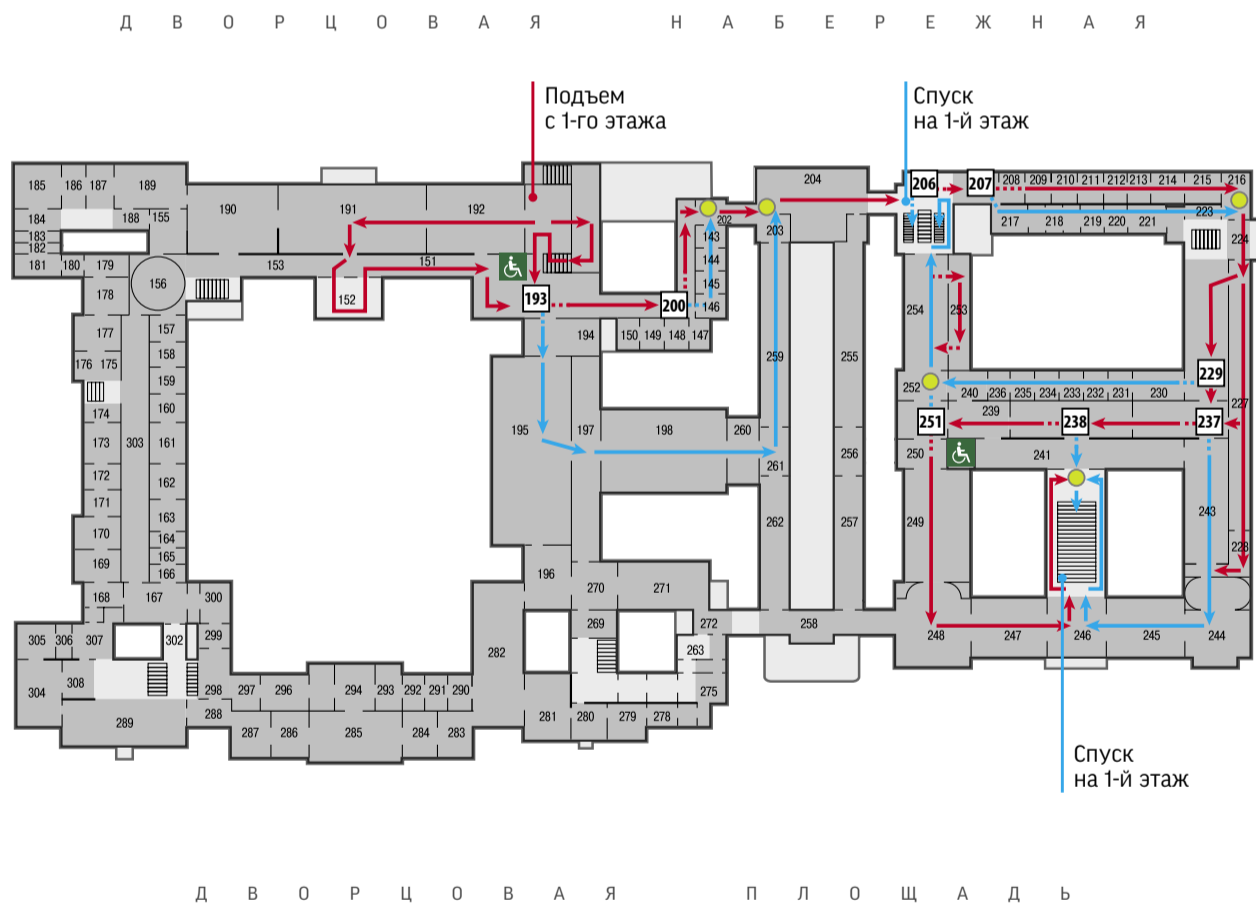 Д В О Р Ц О В А Я Н А Б Е Р Е Ж Н А Я
Подъем
с 1-го этажа
Спуск
на 1-й этаж
185 186 187 189 204 206 207 208 209 210 211 212 213 214 215 216
190 191 192
184 188 155 202 203 217 218 219 220 221 223
183 143 224
182 144
181 180 179 153 151 145
178 156 152 193 200 146 254 253
177 157 194 150 149 148 147
176 175 158 259 255 229
159 252 240 236 235 234 233 232 231 230 227
174 160 239
173 303 161 195 197 198 260 251 238 237
172 162 261 256 250 241
171 163 262 257 249 243
170 164
169 165 228
166 196 270 271
168 167 300
305 306 307 302 299 269 272 258 248 247 246 245 244
282 263
304 308 298 297 296 294 293 292 291 290 275
289 288 287 286 285 284 283 281 280 279 278
Спуск
на 1-й этаж
Д В О Р Ц О В А Я П Л О Щ А Д Ь